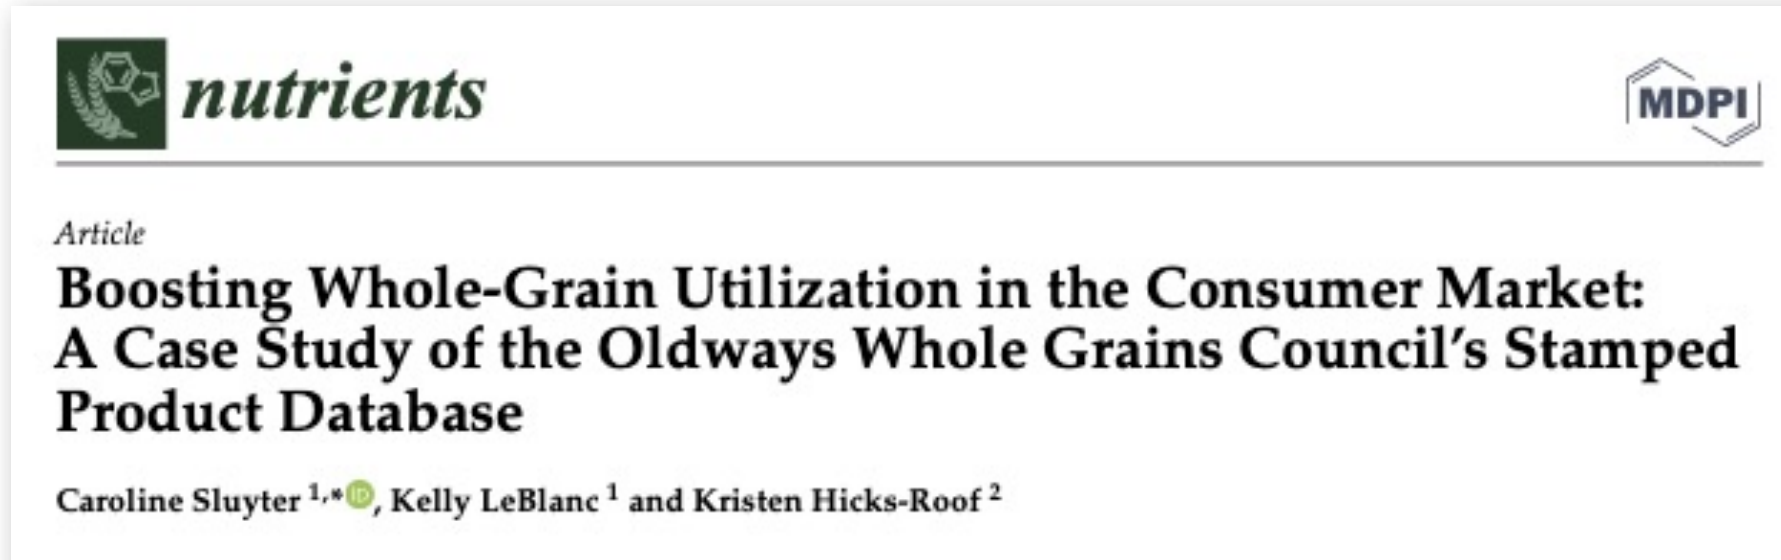 nutrients
MDPI
Article
Boosting Whole-Grain Utilization in the Consumer Market:
A Case Study of the Oldways Whole Grains Council's Stamped
Product Database
Caroline Sluyter 1,* iD, Kelly LeBlanc 1 and Kristen Hicks-Roof 2